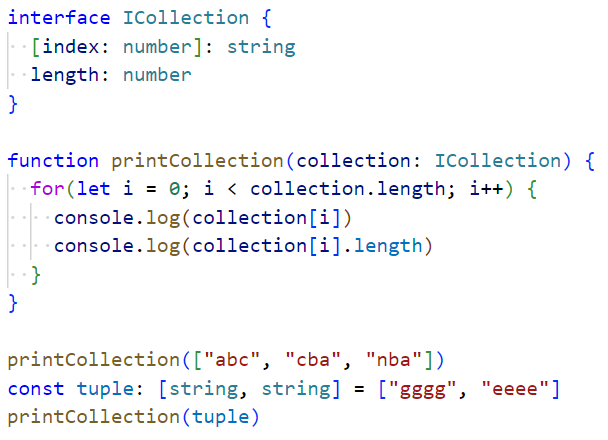 interface ICollection {
  [index: number]: string
  length: number
}

function printCollection(collection: ICollection) {
  for(let i = 0; i < collection.length; i++) {
    console.log(collection[i])
    console.log(collection[i].length)
  }
}

printCollection(["abc", "cba", "nba"])
const tuple: [string, string] = ["gggg", "eeee"]
printCollection(tuple)